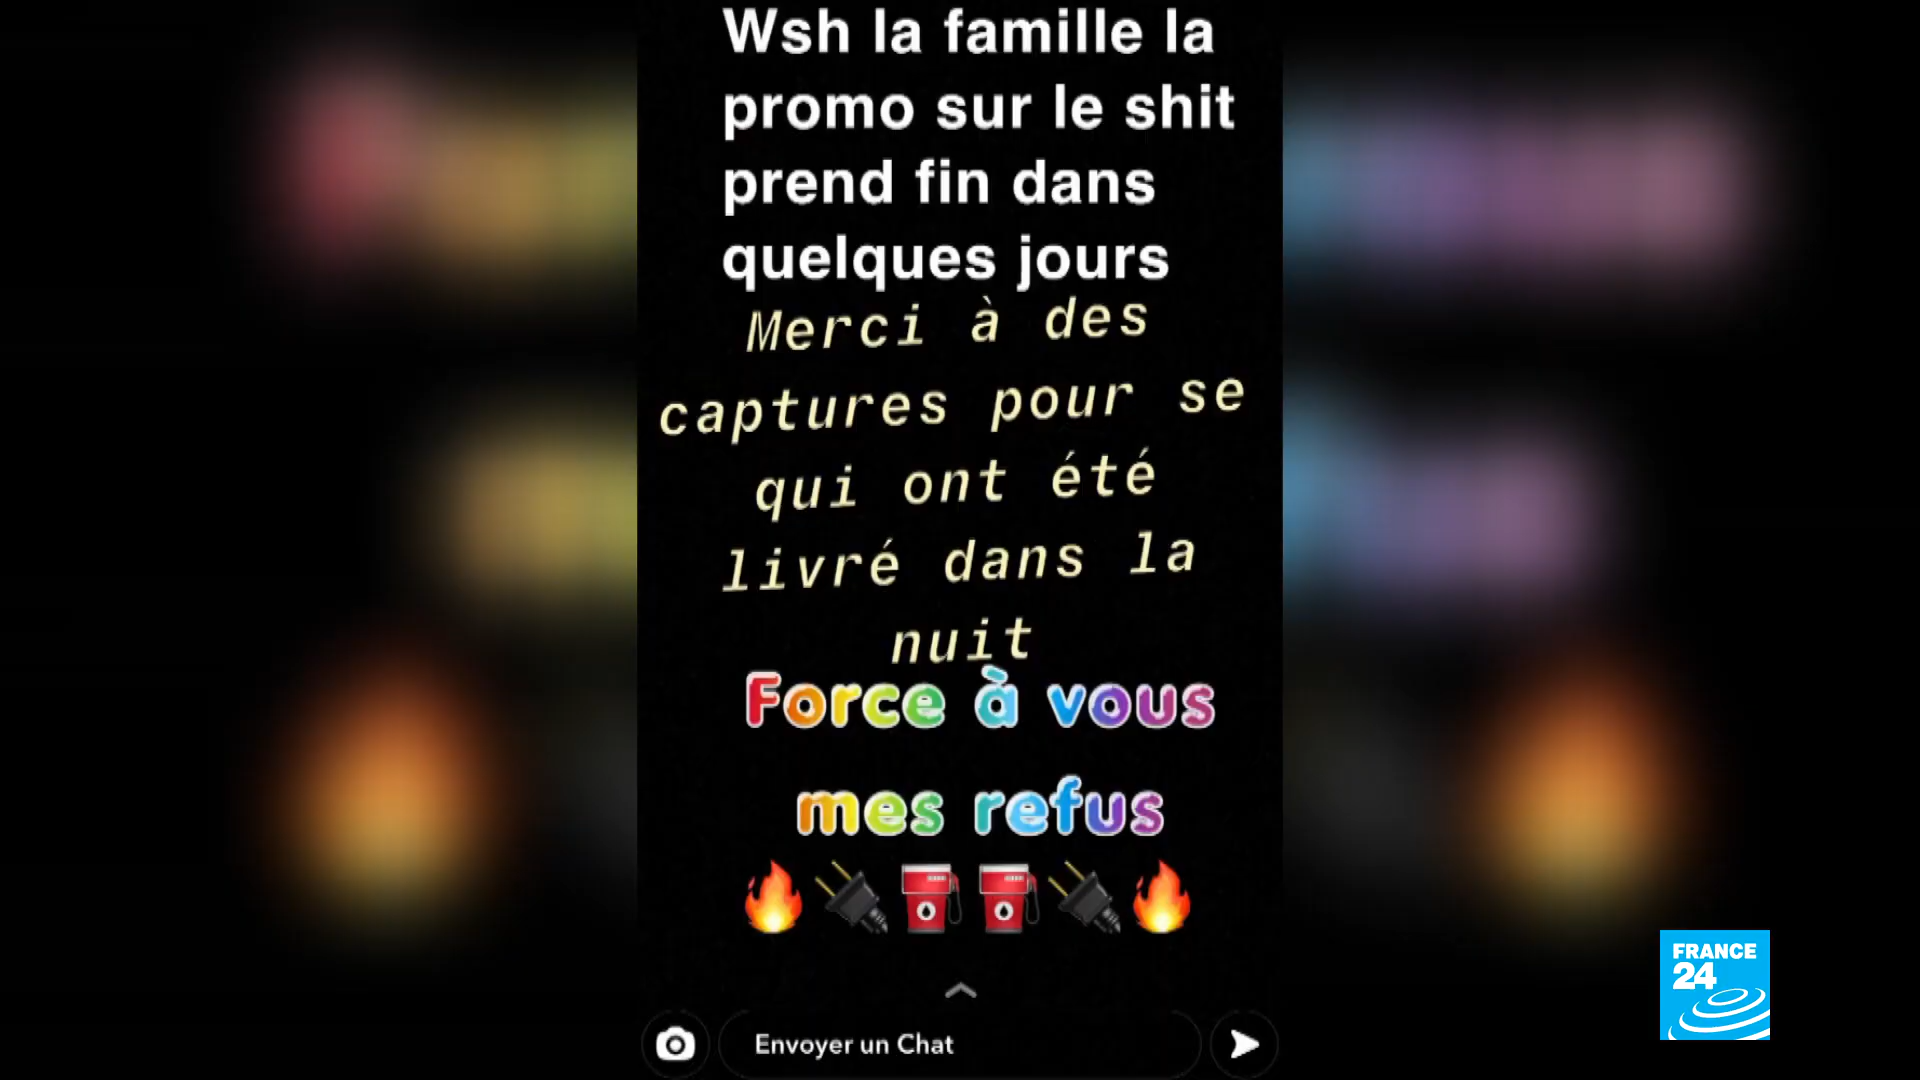 Wsh la famille la
promo sur le shit
prend fin dans
quelques jours
Merci à des
captures pour se
qui ont été
livré dans la
nuit
Force à vous
mes refus
🔥🔌⛽⛽🔌🔥
Envoyer un Chat
FRANCE
24